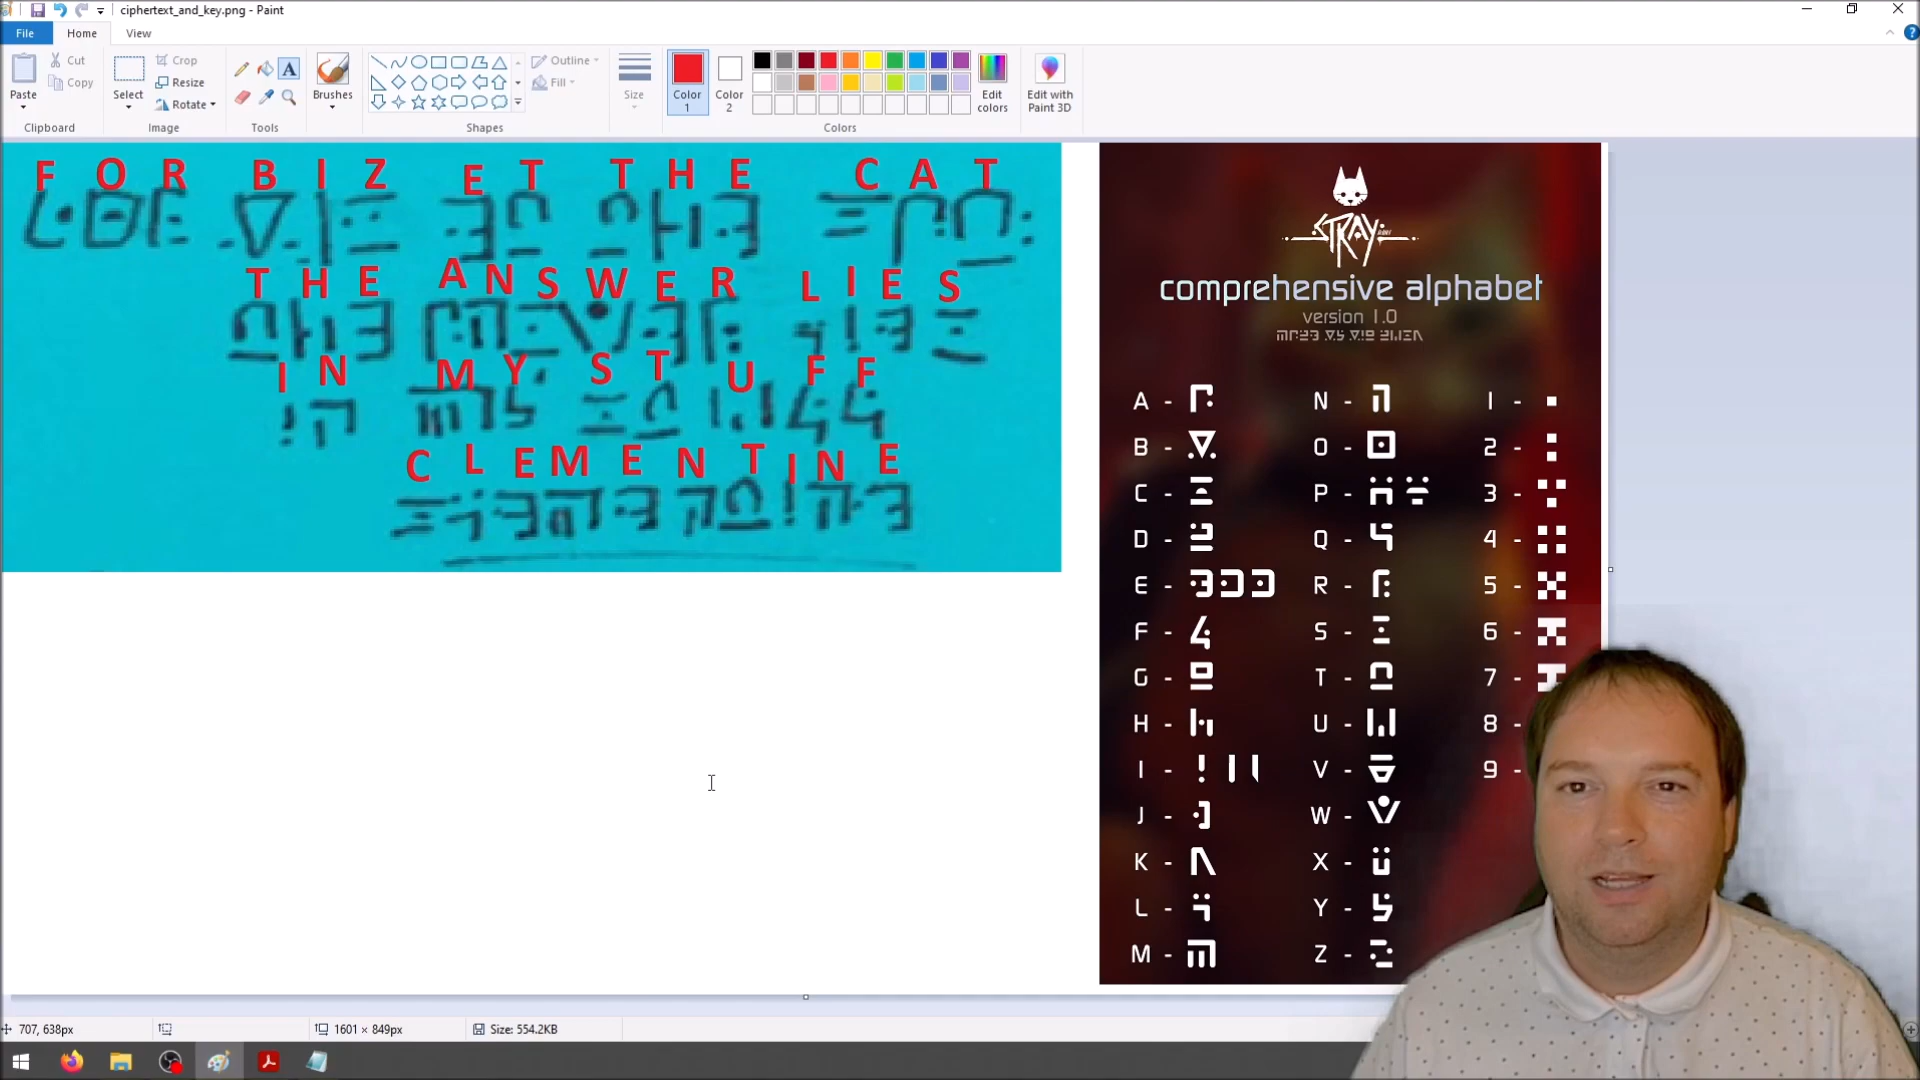 ciphertext_and_key.png - Paint
File Home View
Paste Cut Copy Clipboard
Select Crop Resize Rotate Image
Tools
Brushes
Outline Fill Shapes
Size
Color 1 Color 2 Edit colors Colors
Edit with Paint 3D
F O R B I Z E T T H E C A T
T H E A N S W E R L I E S
I N M Y S T U F F
C L E M E N T I N E
STRAY
comprehensive alphabet
version 1.0
A - N - 1 -
B - O - 2 -
C - P - 3 -
D - Q - 4 -
E - R - 5 -
F - S - 6 -
G - T - 7 -
H - U - 8 -
I - V - 9 -
J - W -
K - X -
L - Y -
M - Z -
707, 638px 1601 × 849px Size: 554.2KB